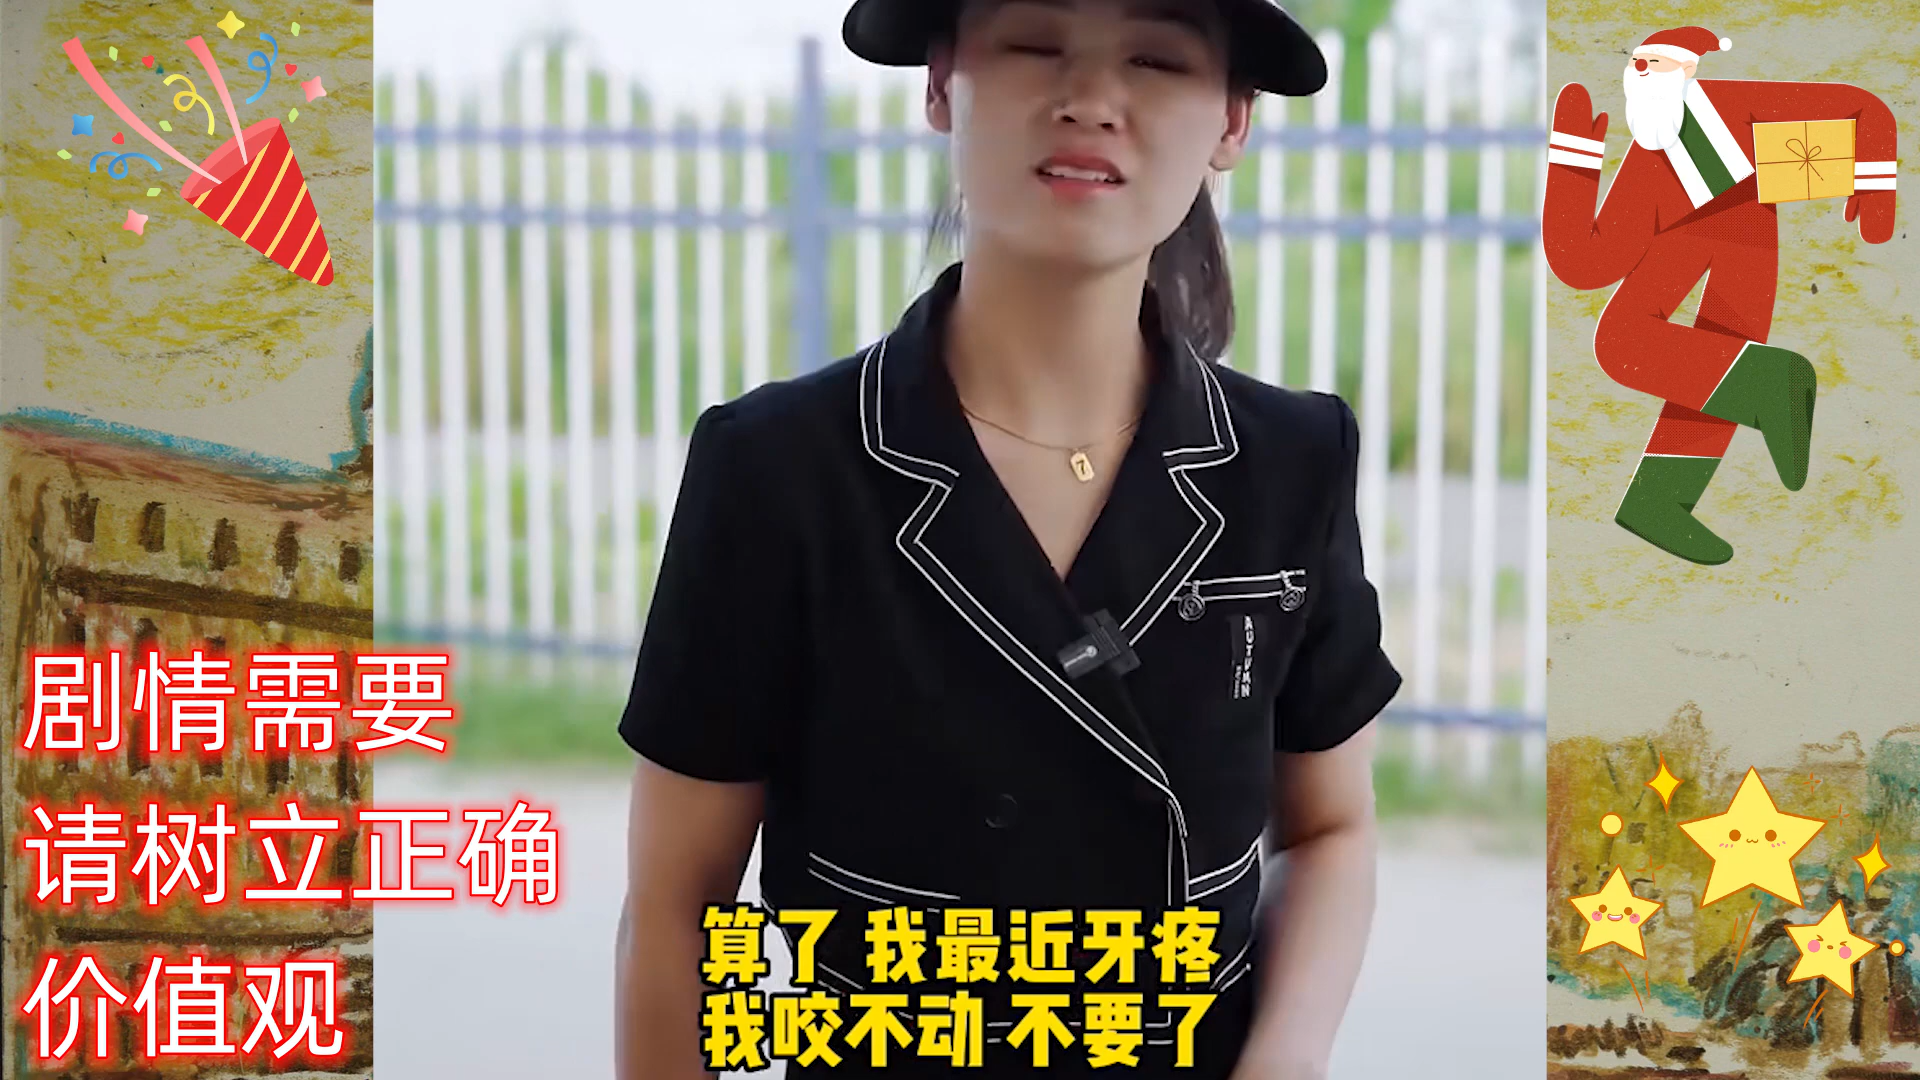 剧情需要
请树立正确
价值观
算了 我最近牙疼
我咬不动 不要了
7